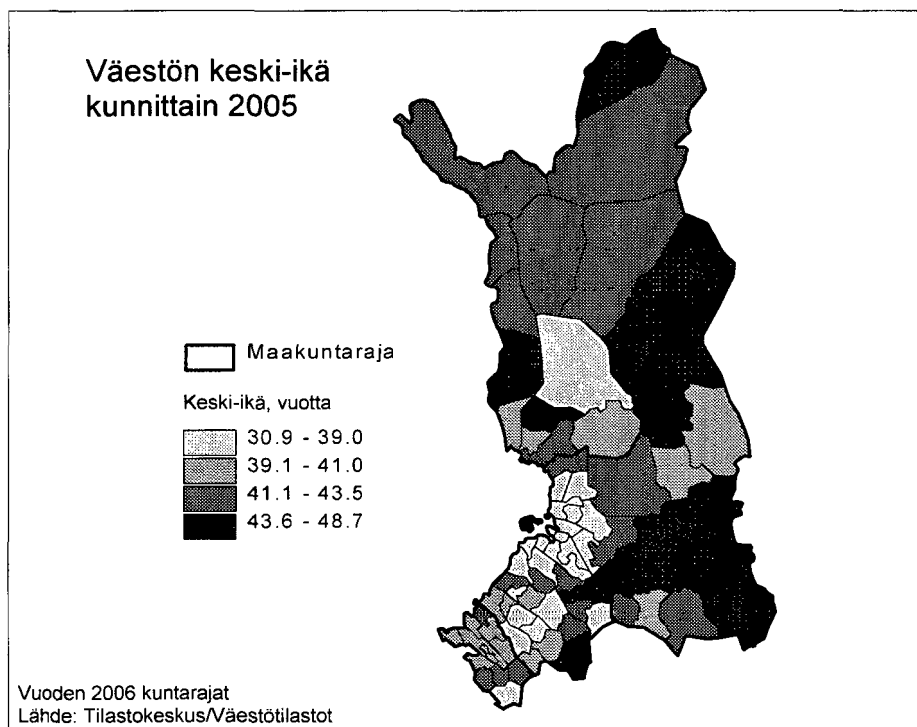 Väestön keski-ikä
kunnittain 2005
Maakuntaraja
Keski-ikä, vuotta
30.9 - 39.0
39.1 - 41.0
41.1 - 43.5
43.6 - 48.7
Vuoden 2006 kuntarajat
Lähde: Tilastokeskus/Väestötilastot